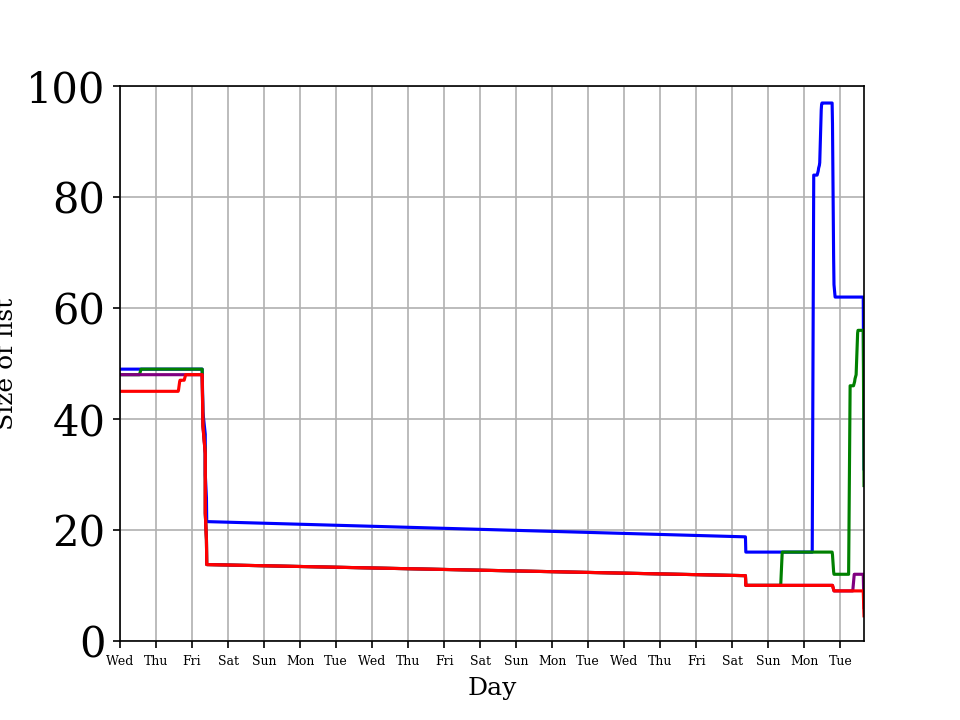 100
80
60
40
20
0
Size of list
Wed Thu Fri Sat Sun Mon Tue Wed Thu Fri Sat Sun Mon Tue Wed Thu Fri Sat Sun Mon Tue
Day